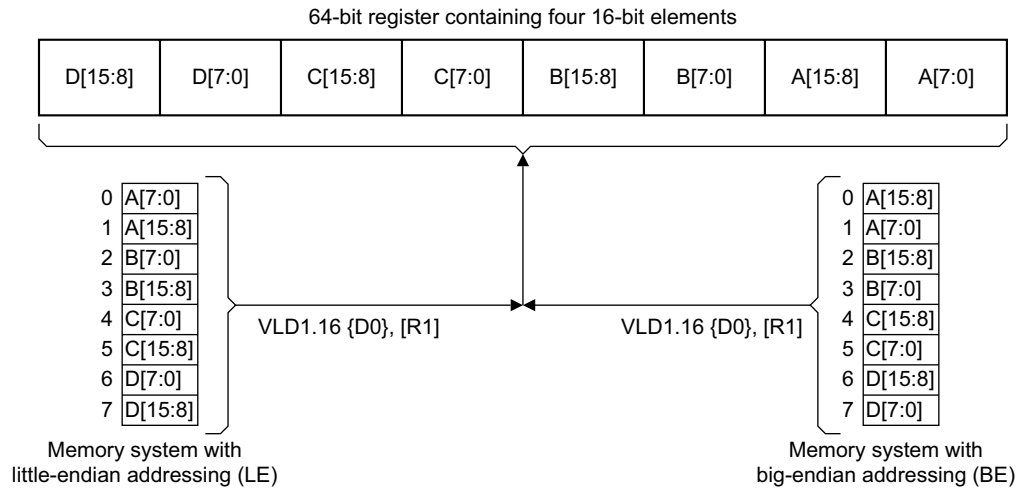 64-bit register containing four 16-bit elements
D[15:8] D[7:0] C[15:8] C[7:0] B[15:8] B[7:0] A[15:8] A[7:0]
0 A[7:0]
1 A[15:8]
2 B[7:0]
3 B[15:8]
4 C[7:0]
5 C[15:8]
6 D[7:0]
7 D[15:8]
Memory system with
little-endian addressing (LE)
VLD1.16 {D0}, [R1]
VLD1.16 {D0}, [R1]
0 A[15:8]
1 A[7:0]
2 B[15:8]
3 B[7:0]
4 C[15:8]
5 C[7:0]
6 D[15:8]
7 D[7:0]
Memory system with
big-endian addressing (BE)